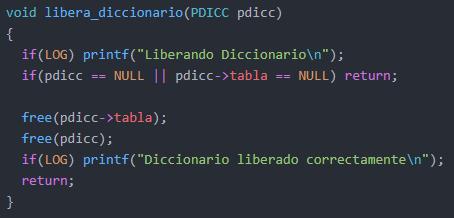 void libera_diccionario(PDICC pdicc)
{
  if(LOG) printf("Liberando Diccionario\n");
  if(pdicc == NULL || pdicc->tabla == NULL) return;

  free(pdicc->tabla);
  free(pdicc);
  if(LOG) printf("Diccionario liberado correctamente\n");
  return;
}